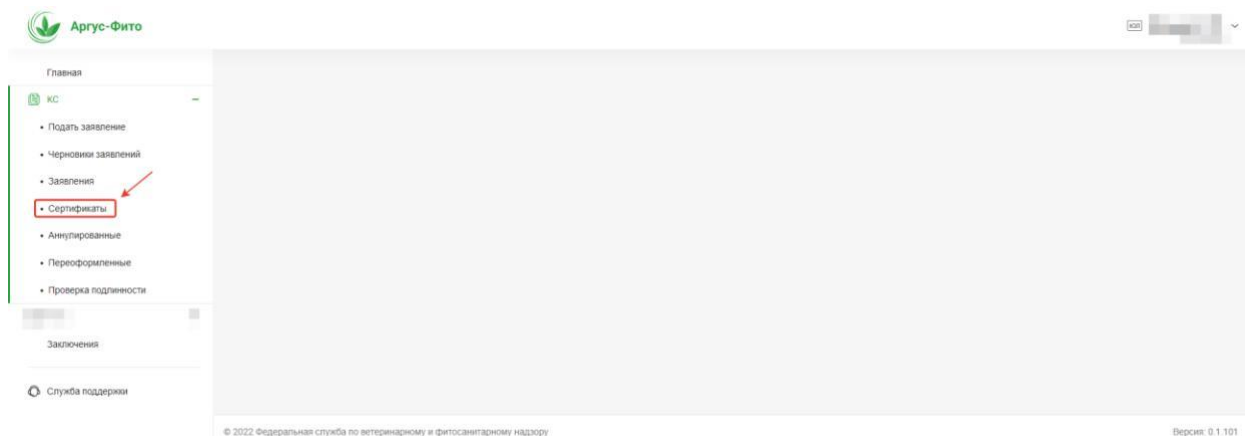 Аргус-Фито
ЮЛ
Главная
КС
Подать заявление
Черновики заявлений
Заявления
Сертификаты
Аннулированные
Переоформленные
Проверка подлинности
Заключения
Служба поддержки
© 2022 Федеральная служба по ветеринарному и фитосанитарному надзору
Версия: 0.1.101